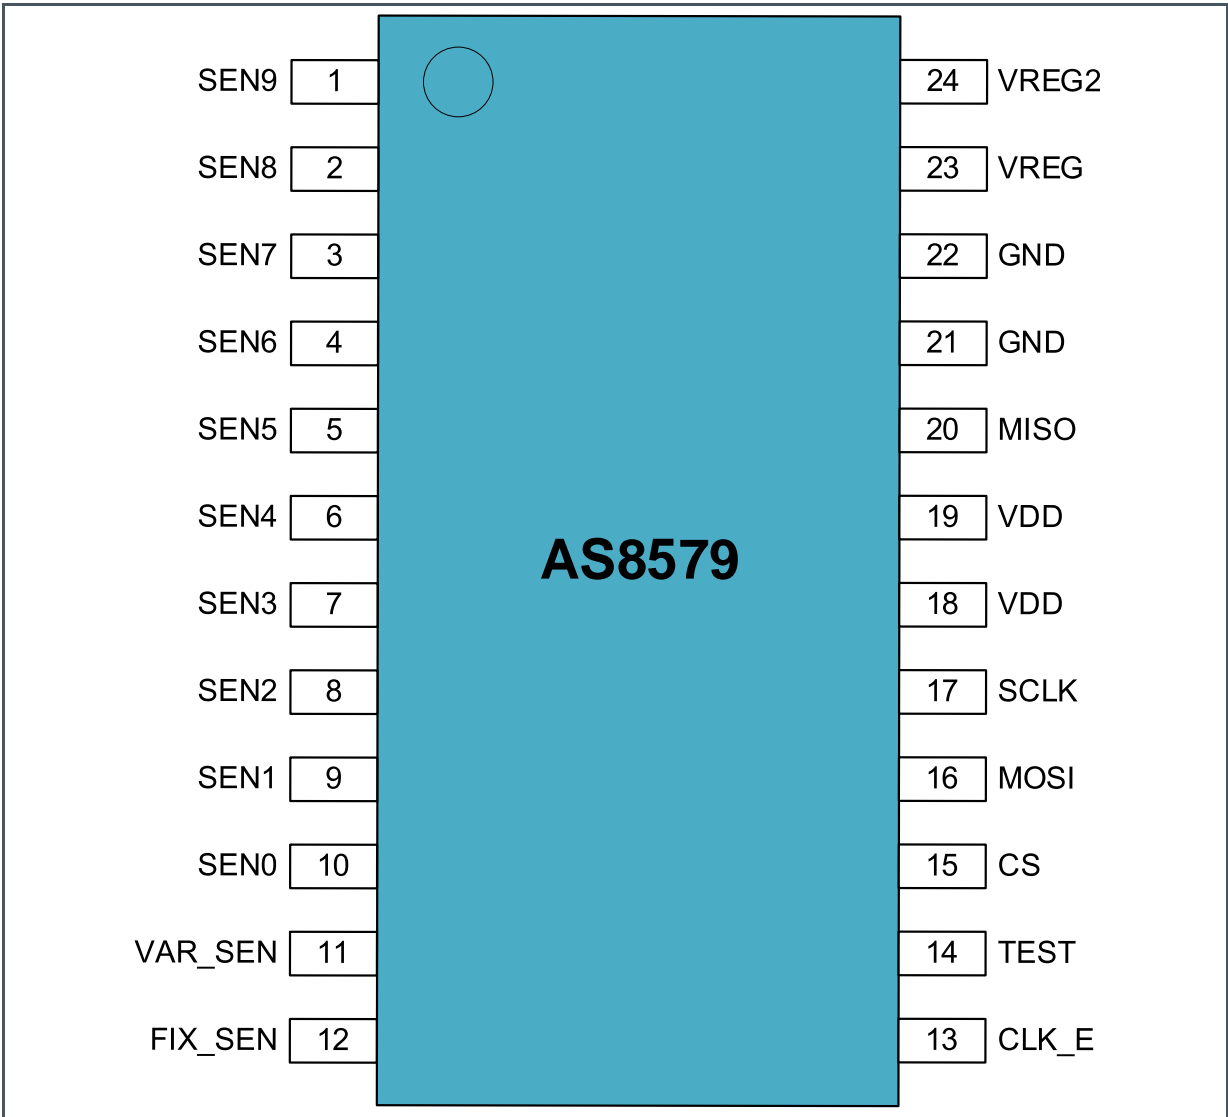 SEN9 1 24 VREG2
SEN8 2 23 VREG
SEN7 3 22 GND
SEN6 4 21 GND
SEN5 5 20 MISO
SEN4 6 19 VDD
AS8579
SEN3 7 18 VDD
SEN2 8 17 SCLK
SEN1 9 16 MOSI
SEN0 10 15 CS
VAR_SEN 11 14 TEST
FIX_SEN 12 13 CLK_E